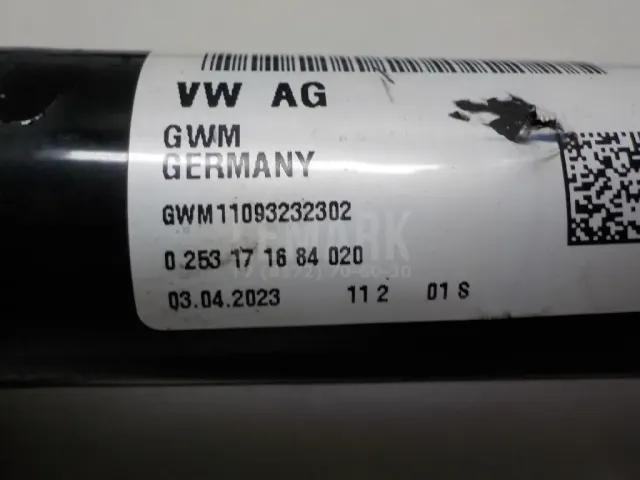 VW AG
GWM
GERMANY
GWM11093232302
0 253 17 16 84 020
03.04.2023 11 2 01 S